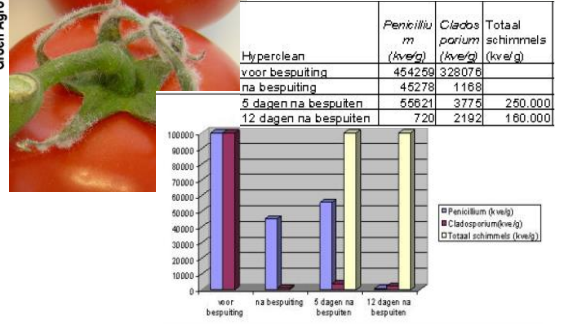 Green Agro
Penicilliu Clados Totaal
m porium schimmels
Hyperclean (kve/g) (kve/g) (kve/g)
voor bespuiting 454259 328076
na bespuiting 45278 1168
5 dagen na bespuiten 55621 3775 250.000
12 dagen na bespuiten 720 2192 160.000
100000
90000
80000
70000
60000
50000
40000
30000
20000
10000
0
voor bespuiting
na bespuiting
5 dagen na bespuiten
12 dagen na bespuiten
Penicillium (kve/g)
Cladosporium(kve/g)
Totaal schimmels (kve/g)